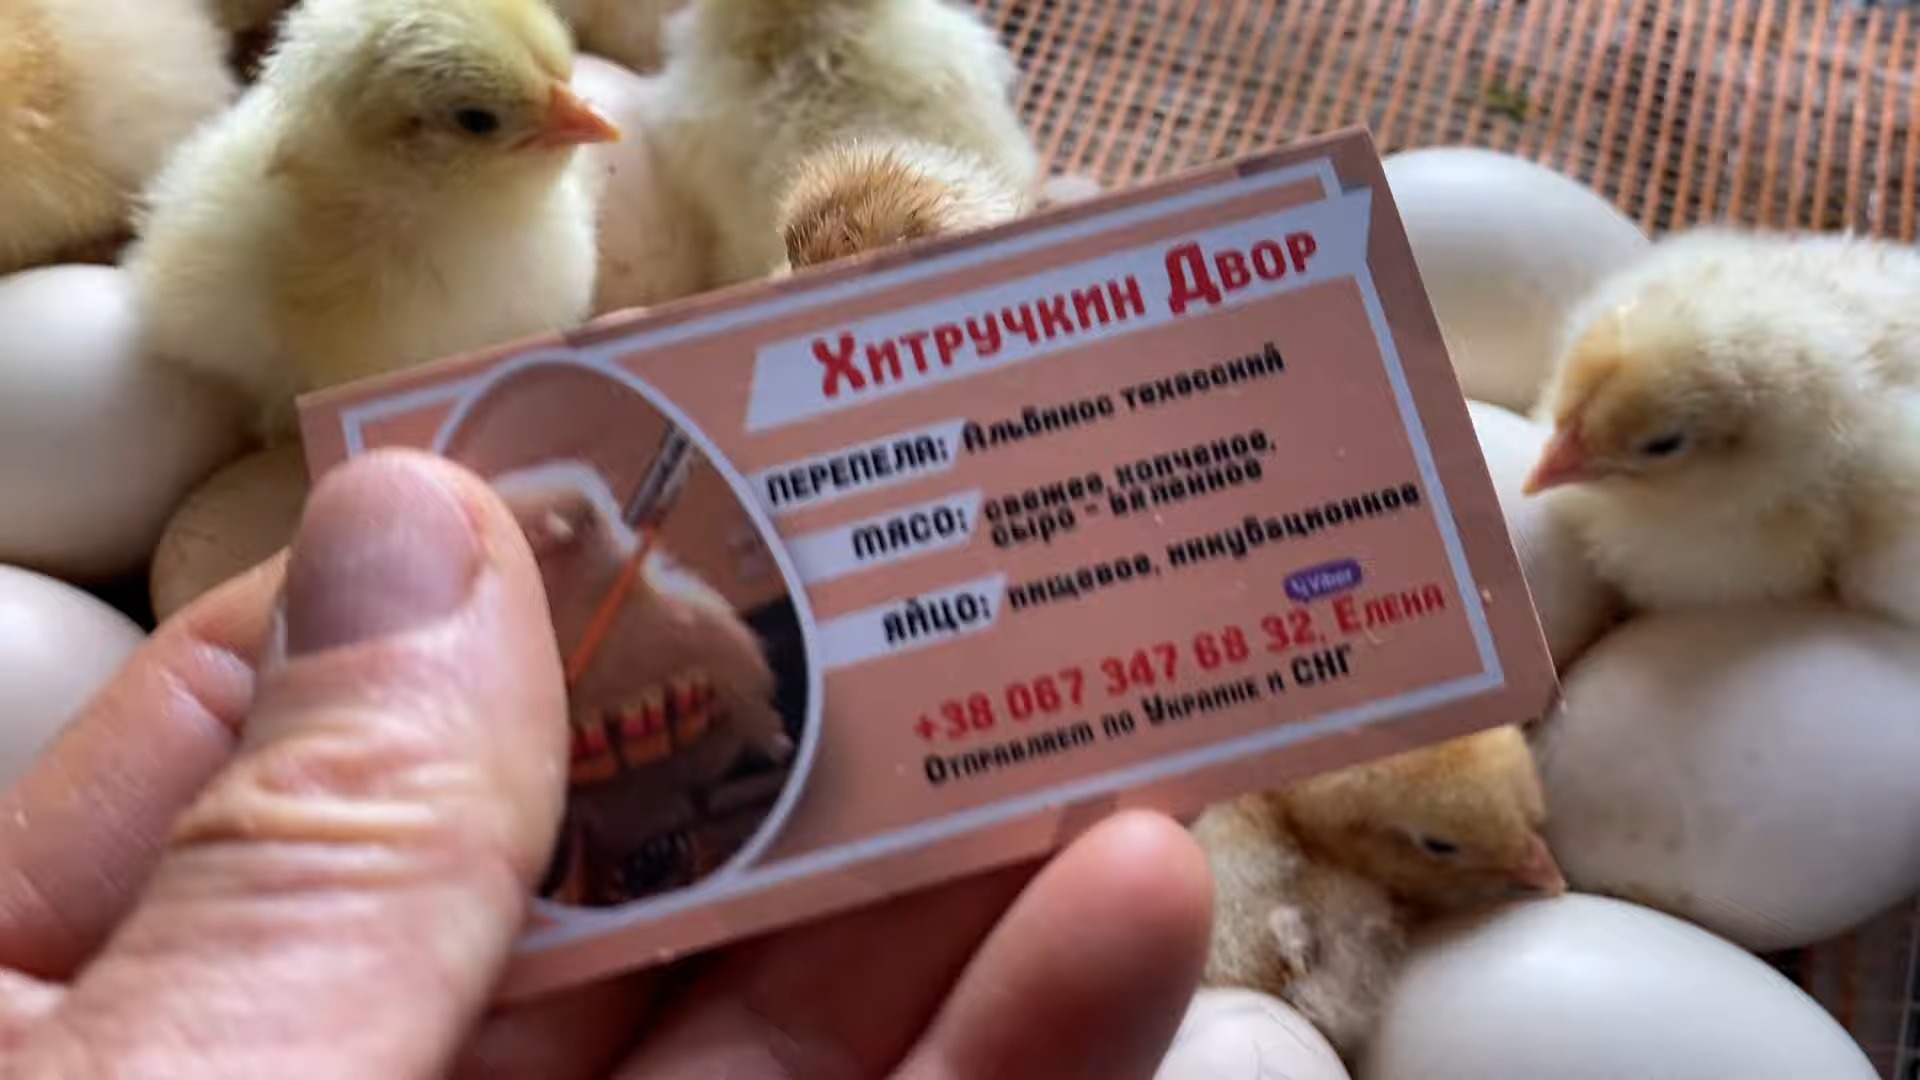 Хитручкин Двор
ПЕРЕПЕЛА: Альбинос техасский
МЯСО: свежее, копченое,
сыро - вяленное
ЯЙЦО: пищевое, инкубационное
Viber
+38 067 347 68 32, Елена
Отправляем по Украине и СНГ